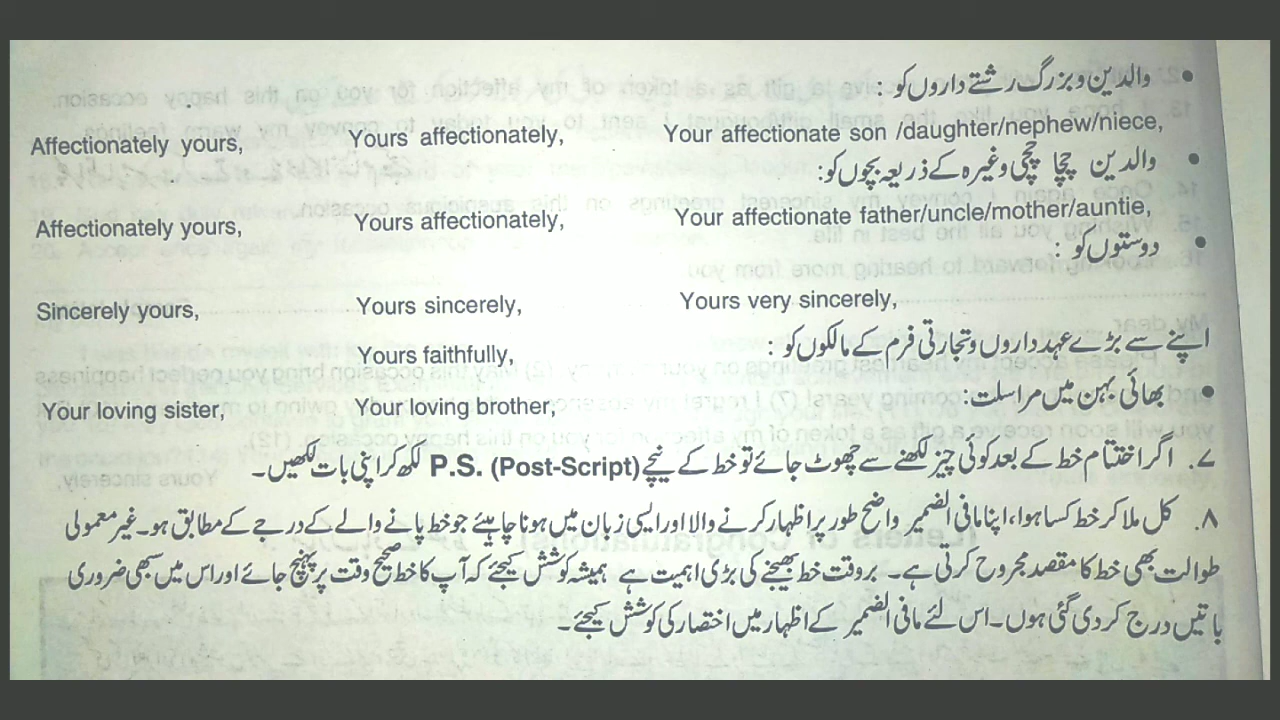 • والدین و بزرگ رشتے داروں کو :
Affectionately yours, Yours affectionately, Your affectionate son /daughter/nephew/niece,
• والدین چچا چچی وغیرہ کے ذریعہ بچوں کو:
Affectionately yours, Yours affectionately, Your affectionate father/uncle/mother/auntie,
• دوستوں کو :
Sincerely yours, Yours sincerely, Yours very sincerely,
اپنے سے بڑے عہد داروں و تجارتی فرم کے مالکوں کو :
Yours faithfully,
• بھائی بہن میں مراسلت:
Your loving sister, Your loving brother,
۷. اگر اختتام خط کے بعد کوئی چیز لکھنے سے چھوٹ جائے تو خط کے نیچے P.S. (Post-Script) لکھ کر اپنی بات لکھیں۔
۸. کل ملا کر خط کسا ہوا، اپنا مافی الضمیر واضح طور پر اظہار کرنے والا اور ایسی زبان میں ہونا چاہیئے جو خط پانے والے کے درجے کے مطابق ہو۔ غیر معمولی
طوالت بھی خط کا مقصد مجروح کرتی ہے۔ بروقت خط بھیجنے کی بڑی اہمیت ہے ہمیشہ کوشش کیجئے کہ آپ کا خط صحیح وقت پر پہنچ جائے اور اس میں سبھی ضروری
باتیں درج کر دی گئی ہوں۔ اس لئے مافی الضمیر کے اظہار میں اختصار کی کوشش کیجئے۔